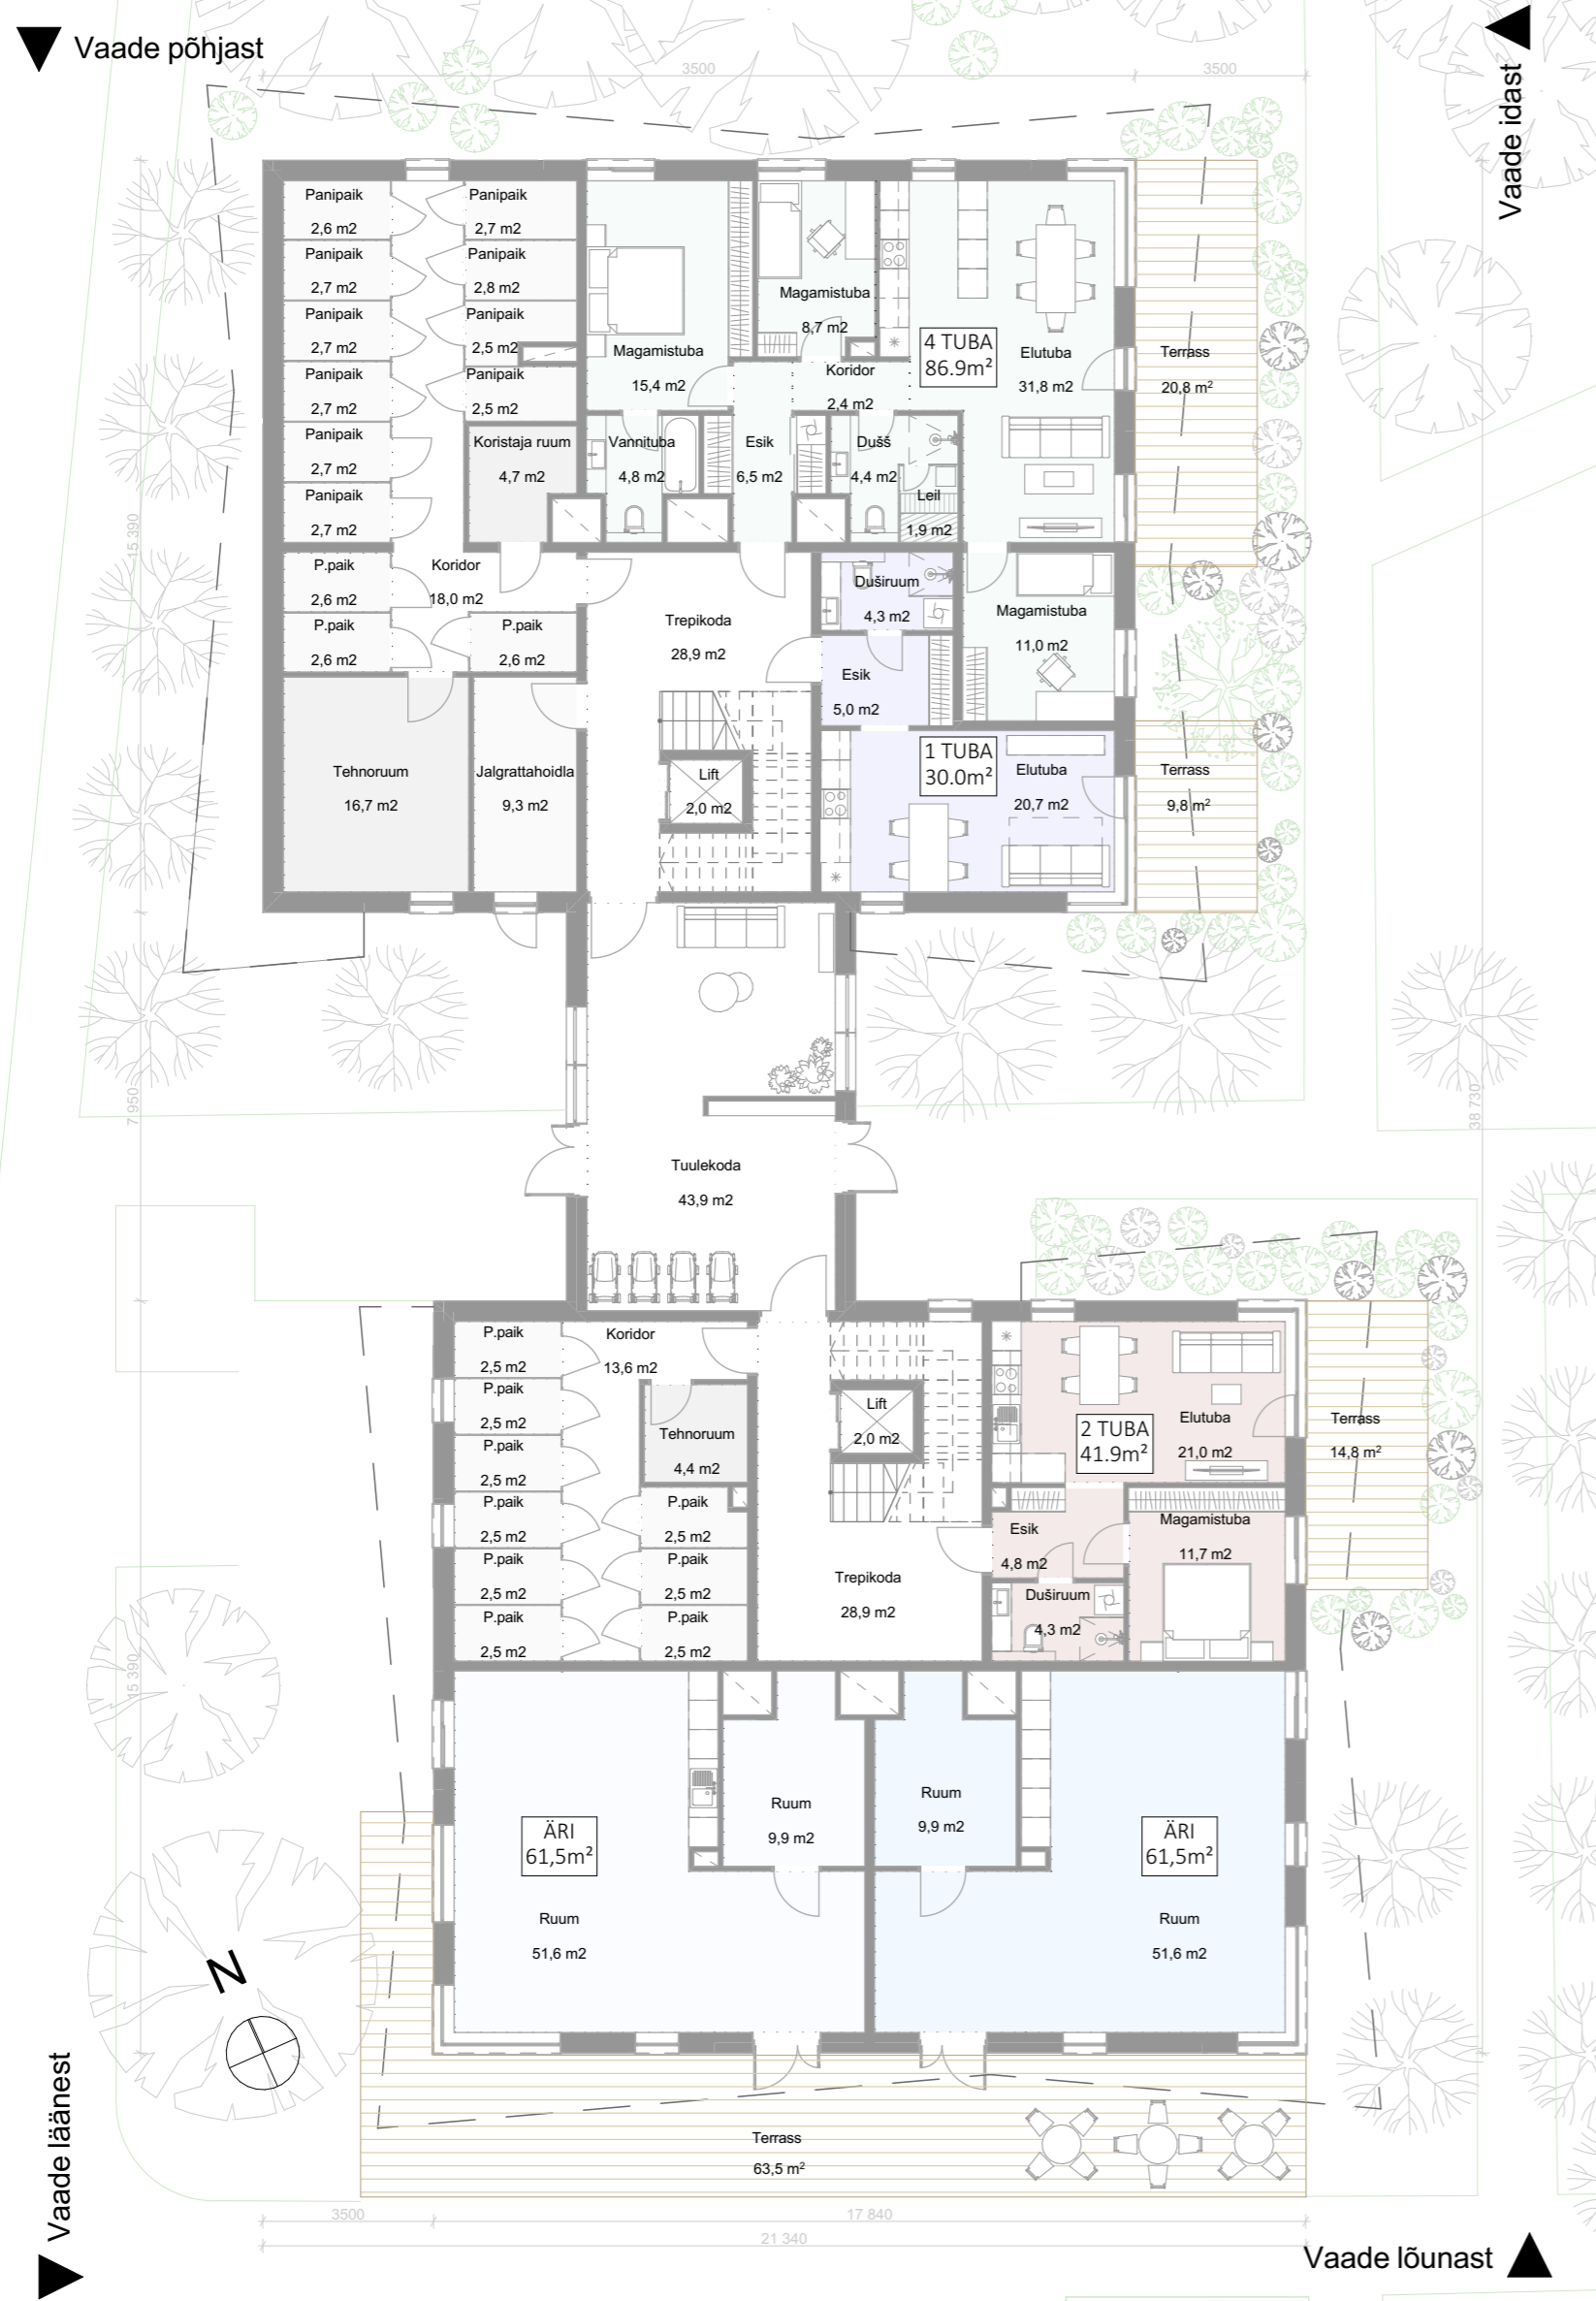 Vaade põhjast
Vaade idast
3500
3500
Panipaik
2,6 m2
Panipaik
2,7 m2
Panipaik
2,7 m2
Panipaik
2,8 m2
Panipaik
2,7 m2
Panipaik
2,5 m2
Panipaik
2,7 m2
Panipaik
2,5 m2
Panipaik
2,7 m2
Koristaja ruum
4,7 m2
Panipaik
2,7 m2
Magamistuba
15,4 m2
Magamistuba
8,7 m2
Koridor
2,4 m2
4 TUBA
86.9m²
Elutuba
31,8 m2
Terrass
20,8 m²
Vannituba
4,8 m2
Esik
6,5 m2
Dušš
4,4 m2
Leil
1,9 m2
15 390
P.paik
2,6 m2
Koridor
18,0 m2
P.paik
2,6 m2
P.paik
2,6 m2
Trepikoda
28,9 m2
Duširuum
4,3 m2
Magamistuba
11,0 m2
Esik
5,0 m2
Tehnoruum
16,7 m2
Jalgrattahoidla
9,3 m2
Lift
2,0 m2
1 TUBA
30.0m²
Elutuba
20,7 m2
Terrass
9,8 m²
7 950
38 730
Tuulekoda
43,9 m2
P.paik
2,5 m2
Koridor
13,6 m2
P.paik
2,5 m2
P.paik
2,5 m2
Tehnoruum
4,4 m2
P.paik
2,5 m2
P.paik
2,5 m2
P.paik
2,5 m2
P.paik
2,5 m2
P.paik
2,5 m2
P.paik
2,5 m2
Lift
2,0 m2
2 TUBA
41.9m²
Elutuba
21,0 m2
Terrass
14,8 m²
Esik
4,8 m2
Magamistuba
11,7 m2
Trepikoda
28,9 m2
Duširuum
4,3 m2
15 390
Ruum
9,9 m2
Ruum
9,9 m2
ÄRI
61,5m²
ÄRI
61,5m²
Ruum
51,6 m2
Ruum
51,6 m2
N
Terrass
63,5 m²
Vaade läänest
3500
17 840
21 340
Vaade lõunast